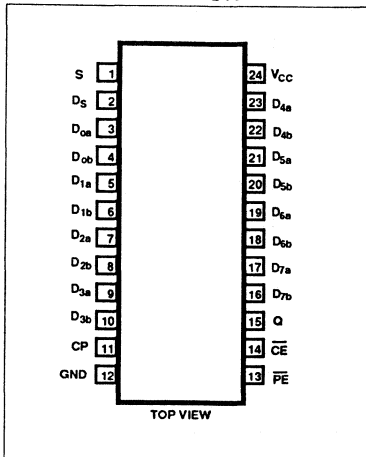 S 1 24 VCC
DS 2 23 D4a
D0a 3 22 D4b
D0b 4 21 D5a
D1a 5 20 D5b
D1b 6 19 D6a
D2a 7 18 D6b
D2b 8 17 D7a
D3a 9 16 D7b
D3b 10 15 Q
CP 11 14 C̅E̅
GND 12 13 P̅E̅
TOP VIEW